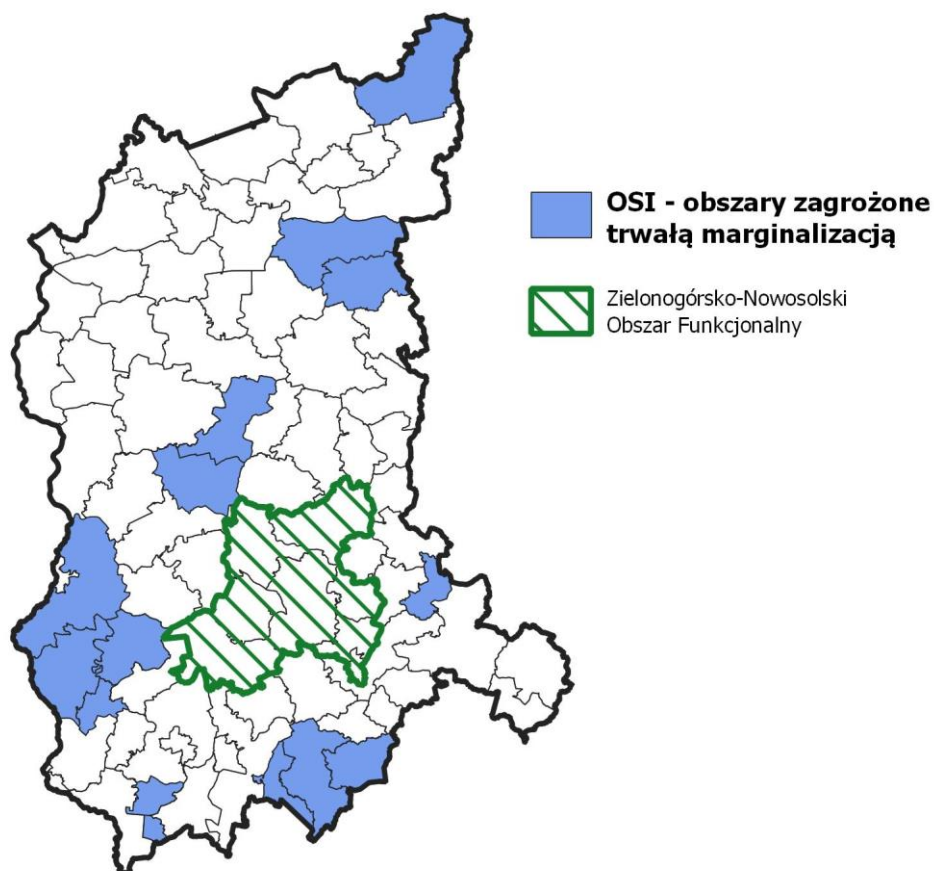 OSI - obszary zagrożone
trwałą marginalizacją
Zielonogórsko-Nowosolski
Obszar Funkcjonalny